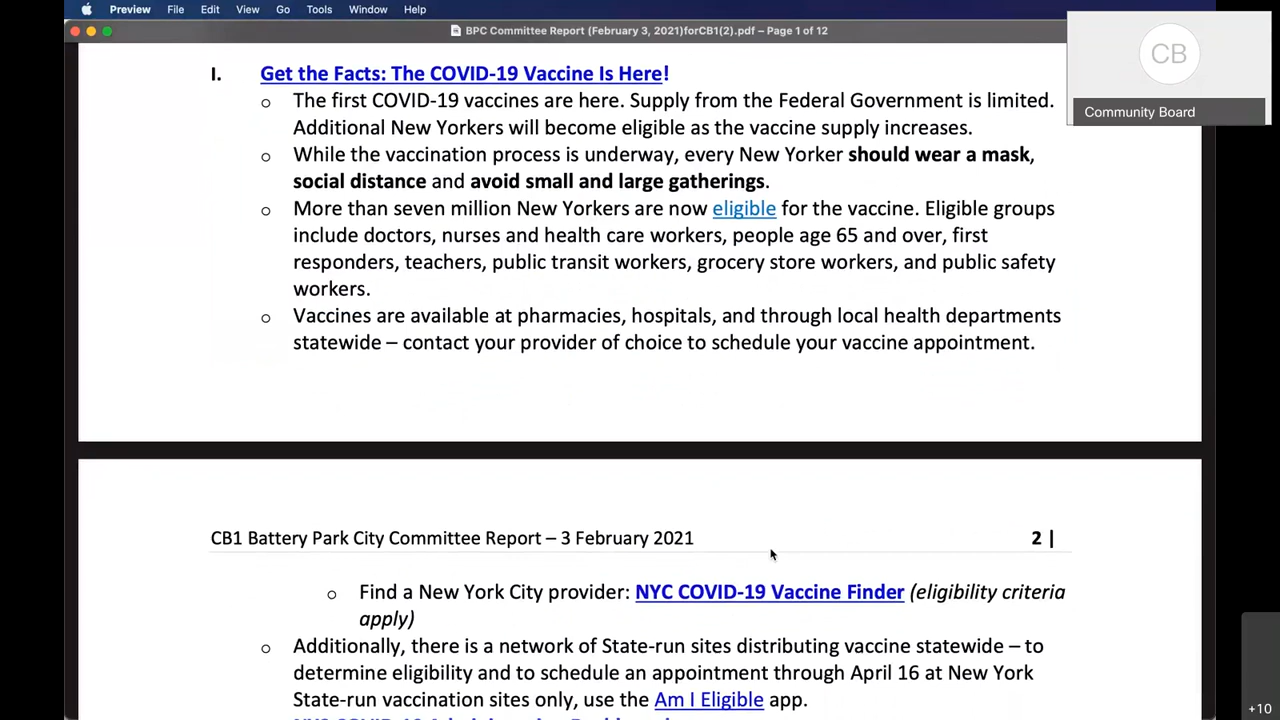 Preview File Edit View Go Tools Window Help
BPC Committee Report (February 3, 2021)forCB1(2).pdf – Page 1 of 12
CB
Community Board
I. Get the Facts: The COVID-19 Vaccine Is Here!
o The first COVID-19 vaccines are here. Supply from the Federal Government is limited.
Additional New Yorkers will become eligible as the vaccine supply increases.
o While the vaccination process is underway, every New Yorker should wear a mask,
social distance and avoid small and large gatherings.
o More than seven million New Yorkers are now eligible for the vaccine. Eligible groups
include doctors, nurses and health care workers, people age 65 and over, first
responders, teachers, public transit workers, grocery store workers, and public safety
workers.
o Vaccines are available at pharmacies, hospitals, and through local health departments
statewide – contact your provider of choice to schedule your vaccine appointment.
CB1 Battery Park City Committee Report – 3 February 2021 2 |
o Find a New York City provider: NYC COVID-19 Vaccine Finder (eligibility criteria
apply)
o Additionally, there is a network of State-run sites distributing vaccine statewide – to
determine eligibility and to schedule an appointment through April 16 at New York
State-run vaccination sites only, use the Am I Eligible app.
+10